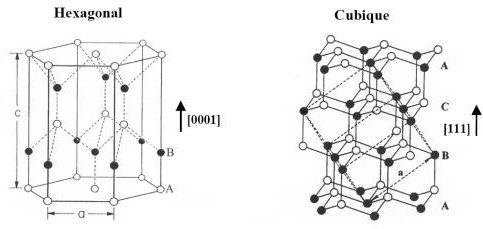 Hexagonal
Cubique
c
a
[0001]
B
A
A
C
[111]
B
a
A